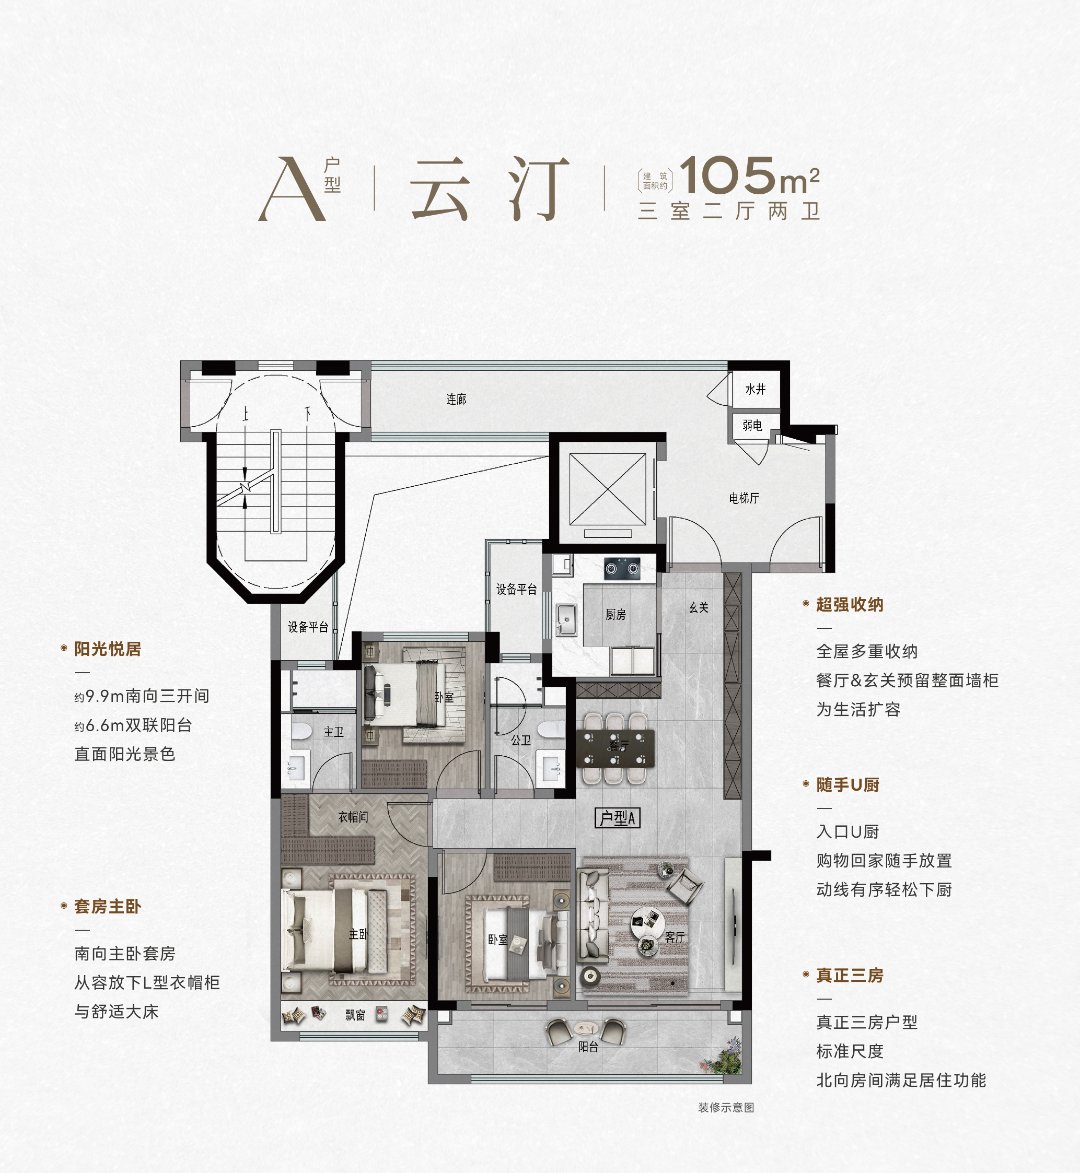 A户型
云汀
建筑面积约
105m²
三室二厅两卫
连廊
水井
弱电
上
下
电梯厅
设备平台
厨房
玄关
设备平台
卧室
主卫
公卫
餐厅
衣帽间
户型A
主卧
卧室
客厅
飘窗
阳台
阳光悦居
约9.9m南向三开间
约6.6m双联阳台
直面阳光景色
套房主卧
南向主卧套房
从容放下L型衣帽柜
与舒适大床
超强收纳
全屋多重收纳
餐厅&玄关预留整面墙柜
为生活扩容
随手U厨
入口U厨
购物回家随手放置
动线有序轻松下厨
真正三房
真正三房户型
标准尺度
北向房间满足居住功能
装修示意图